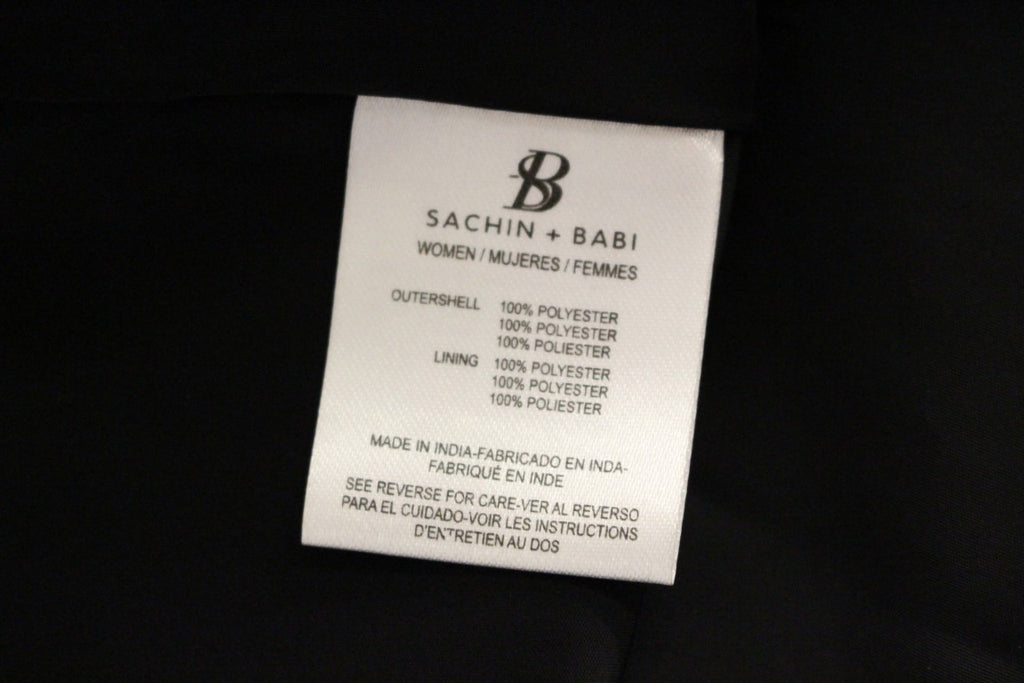 SB
SACHIN + BABI
WOMEN / MUJERES / FEMMES
OUTERSHELL 100% POLYESTER
100% POLYESTER
100% POLIESTER
LINING 100% POLYESTER
100% POLYESTER
100% POLIESTER
MADE IN INDIA-FABRICADO EN INDA-
FABRIQUÉ EN INDE
SEE REVERSE FOR CARE-VER AL REVERSO
PARA EL CUIDADO-VOIR LES INSTRUCTIONS
D'ENTRETIEN AU DOS